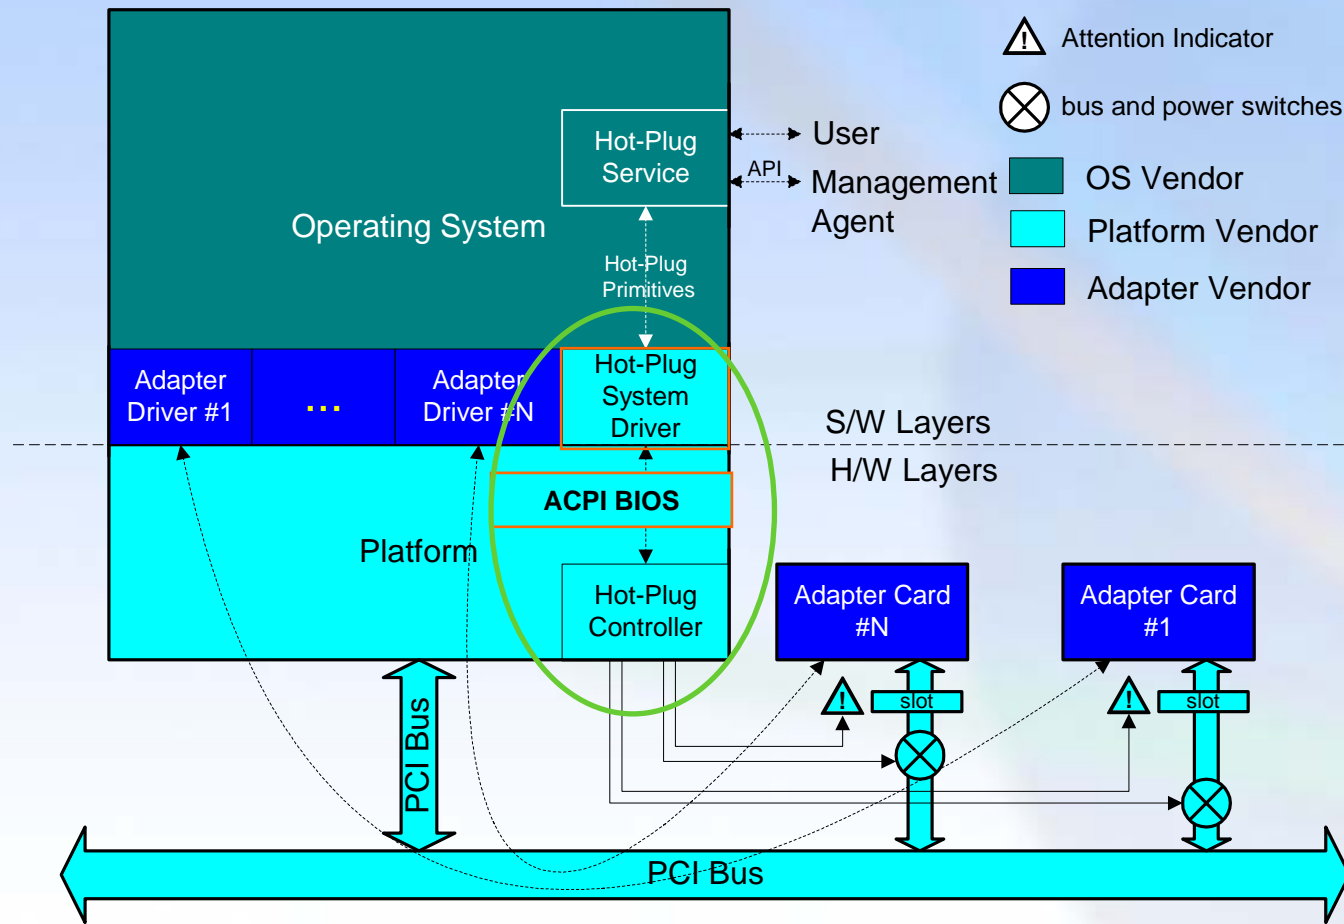 ! Attention Indicator
bus and power switches
OS Vendor
Platform Vendor
Adapter Vendor
Hot-Plug
Service
User
API
Management
Agent
Operating System
Hot-Plug
Primitives
Adapter
Driver #1
...
Adapter
Driver #N
Hot-Plug
System
Driver
S/W Layers
H/W Layers
ACPI BIOS
Platform
Hot-Plug
Controller
Adapter Card
#N
Adapter Card
#1
! slot
! slot
PCI Bus
PCI Bus